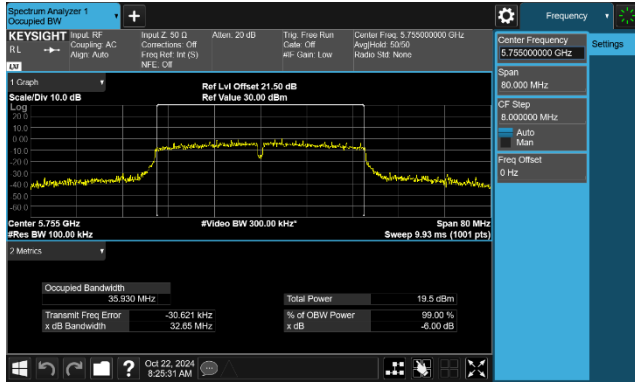 Spectrum Analyzer 1
Occupied BW
+
Frequency
KEYSIGHT
Input: RF
Input Z: 50 Ω
Atten: 20 dB
Trig: Free Run
Center Freq: 5.755000000 GHz
RL
Coupling: AC
Corrections: Off
Gate: Off
Avg|Hold: 50/50
Align: Auto
Freq Ref: Int (S)
#IF Gain: Low
Radio Std: None
NFE: Off
LXI
Center Frequency
5.755000000 GHz
Settings
Span
80.000 MHz
CF Step
8.000000 MHz
Auto
Man
Freq Offset
0 Hz
1 Graph
Ref Lvl Offset 21.50 dB
Scale/Div 10.0 dB
Ref Value 30.00 dBm
Log
20.0
10.0
0.00
-10.0
-20.0
-30.0
-40.0
-50.0
-60.0
Center 5.755 GHz
#Video BW 300.00 kHz*
Span 80 MHz
#Res BW 100.00 kHz
Sweep 9.93 ms (1001 pts)
2 Metrics
Occupied Bandwidth
35.930 MHz
Total Power
19.5 dBm
Transmit Freq Error
-30.621 kHz
% of OBW Power
99.00 %
x dB Bandwidth
32.65 MHz
x dB
-6.00 dB
?
Oct 22, 2024
8:25:31 AM